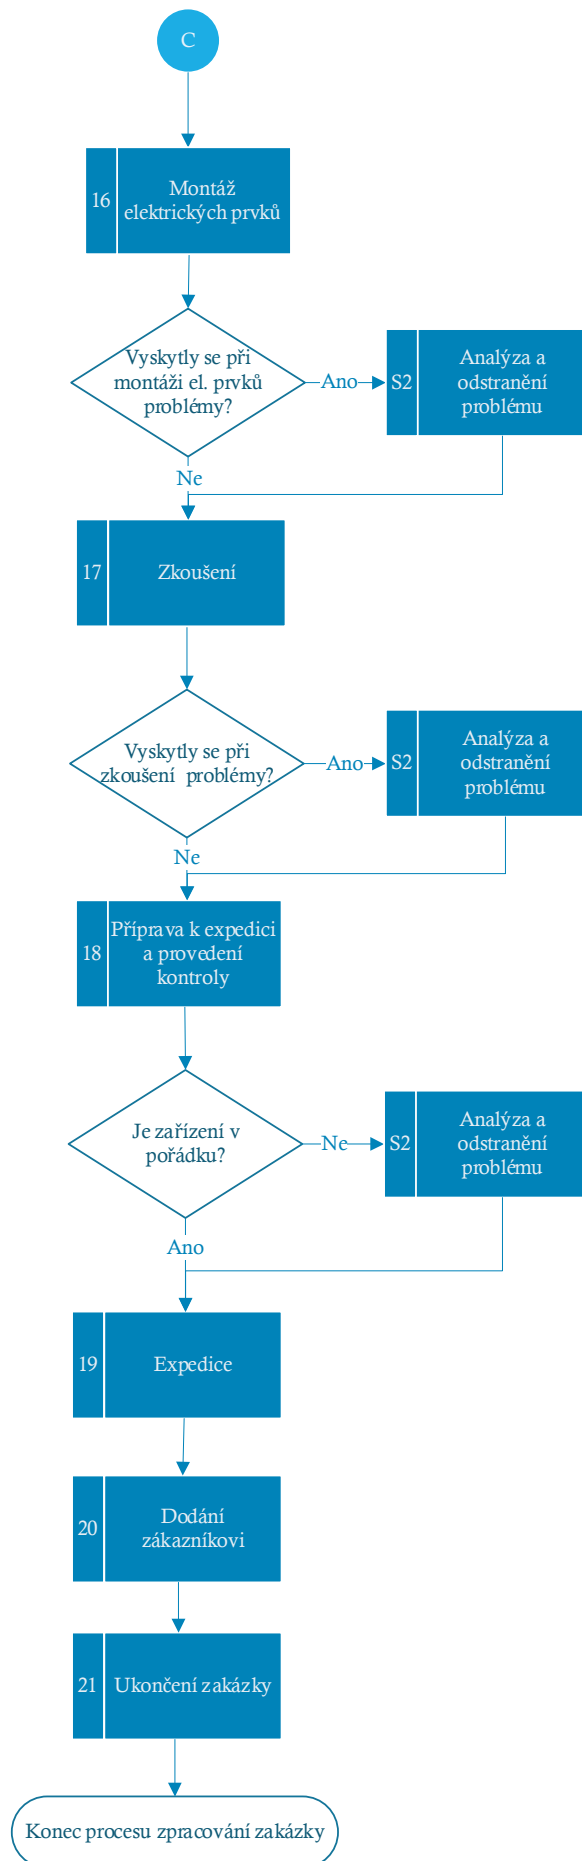 C
16
Montáž
elektrických prvků
Vyskytly se při
montáži el. prvků
problémy?
Ano
S2
Analýza a
odstranění
problému
Ne
17
Zkoušení
Vyskytly se při
zkoušení problémy?
Ano
S2
Analýza a
odstranění
problému
Ne
18
Příprava k expedici
a provedení
kontroly
Je zařízení v
pořádku?
Ne
S2
Analýza a
odstranění
problému
Ano
19
Expedice
20
Dodání
zákazníkovi
21
Ukončení zakázky
Konec procesu zpracování zakázky